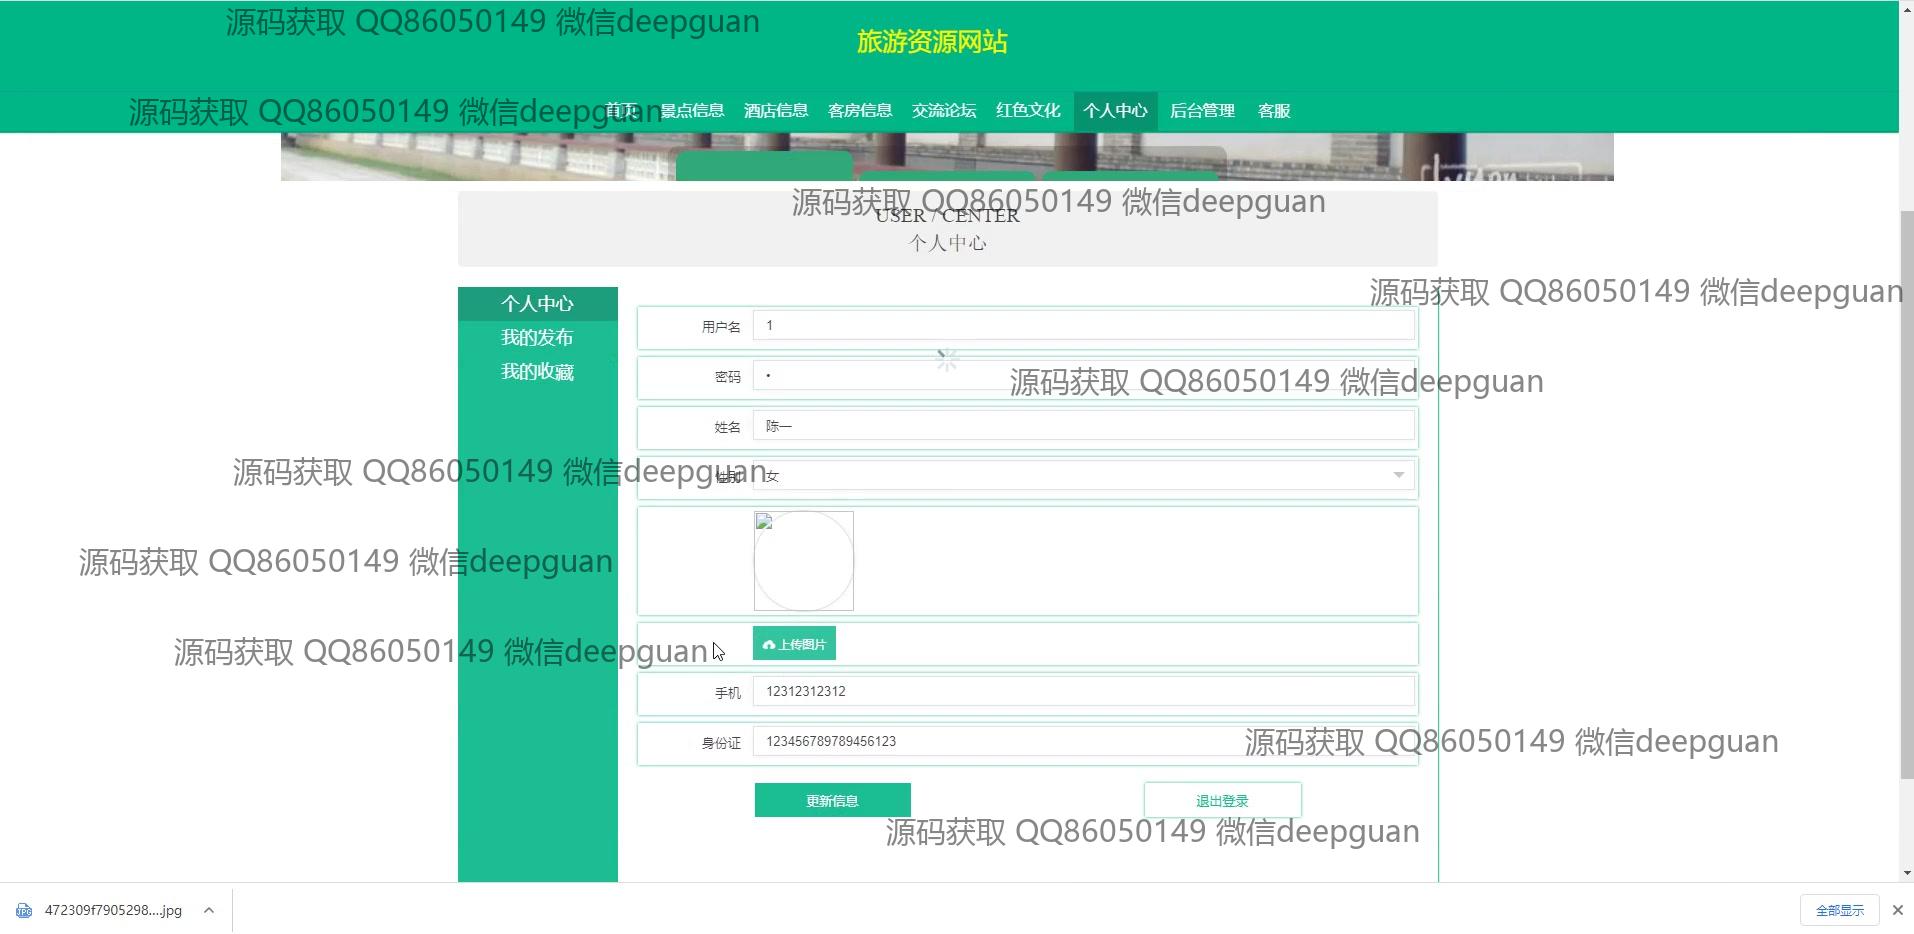 源码获取 QQ86050149 微信deepguan
旅游资源网站
源码获取 QQ86050149 微信deepguan
首页 景点信息 酒店信息 客房信息 交流论坛 红色文化 个人中心 后台管理 客服
源码获取 QQ86050149 微信deepguan
USER / CENTER
个人中心
源码获取 QQ86050149 微信deepguan
个人中心
我的发布
我的收藏
用户名 1
密码 •
源码获取 QQ86050149 微信deepguan
姓名 陈一
源码获取 QQ86050149 微信deepguan
性别 女
源码获取 QQ86050149 微信deepguan
上传图片
源码获取 QQ86050149 微信deepguan
手机 12312312312
身份证 123456789789456123
源码获取 QQ86050149 微信deepguan
更新信息 退出登录
源码获取 QQ86050149 微信deepguan
472309f7905298....jpg
全部显示